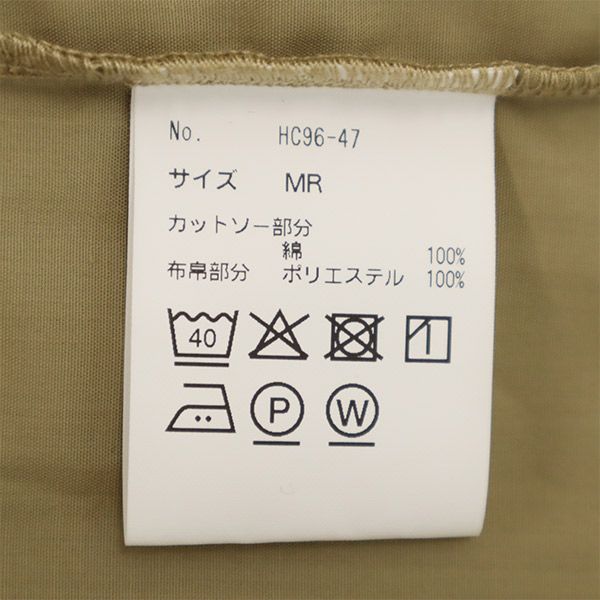 No. HC96-47
サイズ MR
カットソー部分
綿 100%
布帛部分 ポリエステル 100%
40
P W